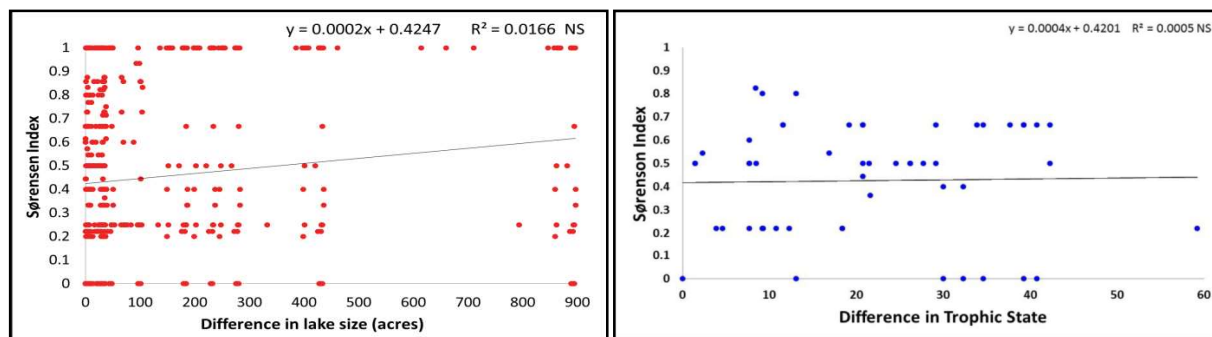 y = 0.0002x + 0.4247 R² = 0.0166 NS
1
0.9
0.8
0.7
0.6
0.5
0.4
0.3
0.2
0.1
0
Sørensen Index
0 100 200 300 400 500 600 700 800 900
Difference in lake size (acres)
y = 0.0004x + 0.4201 R² = 0.0005 NS
1
0.9
0.8
0.7
0.6
0.5
0.4
0.3
0.2
0.1
0
Sørenson Index
0 10 20 30 40 50 60
Difference in Trophic State